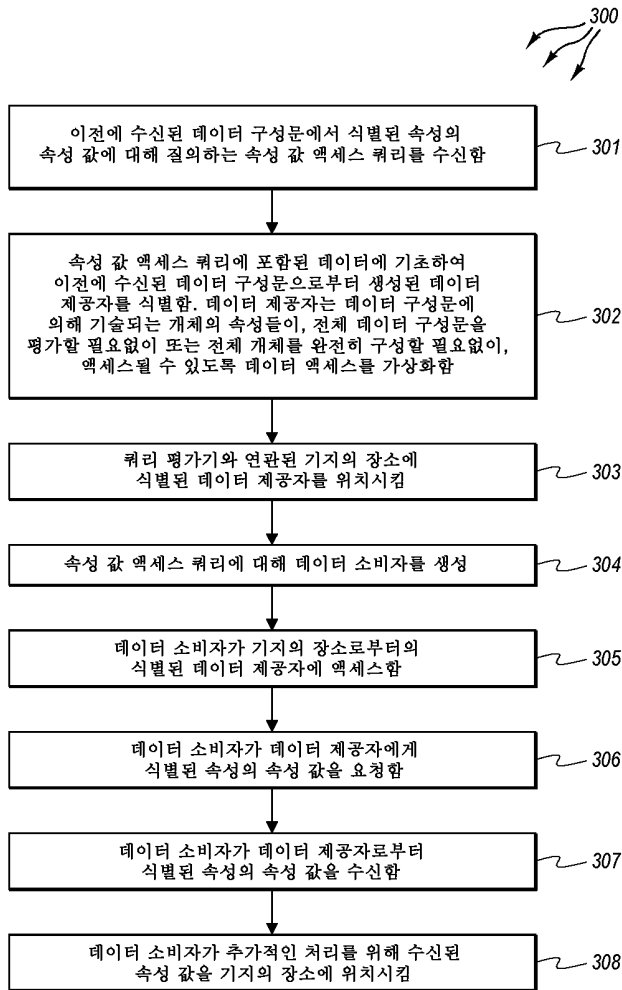 300
이전에 수신된 데이터 구성문에서 식별된 속성의
속성 값에 대해 질의하는 속성 값 액세스 쿼리를 수신함
301
속성 값 액세스 쿼리에 포함된 데이터에 기초하여
이전에 수신된 데이터 구성문으로부터 생성된 데이터
제공자를 식별함. 데이터 제공자는 데이터 구성문에
의해 기술되는 개체의 속성들이, 전체 데이터 구성문을
평가할 필요없이 또는 전체 개체를 완전히 구성할 필요없이,
액세스될 수 있도록 데이터 액세스를 가상화함
302
쿼리 평가기와 연관된 기지의 장소에
식별된 데이터 제공자를 위치시킴
303
속성 값 액세스 쿼리에 대해 데이터 소비자를 생성
304
데이터 소비자가 기지의 장소로부터의
식별된 데이터 제공자에 액세스함
305
데이터 소비자가 데이터 제공자에게
식별된 속성의 속성 값을 요청함
306
데이터 소비자가 데이터 제공자로부터
식별된 속성의 속성 값을 수신함
307
데이터 소비자가 추가적인 처리를 위해 수신된
속성 값을 기지의 장소에 위치시킴
308